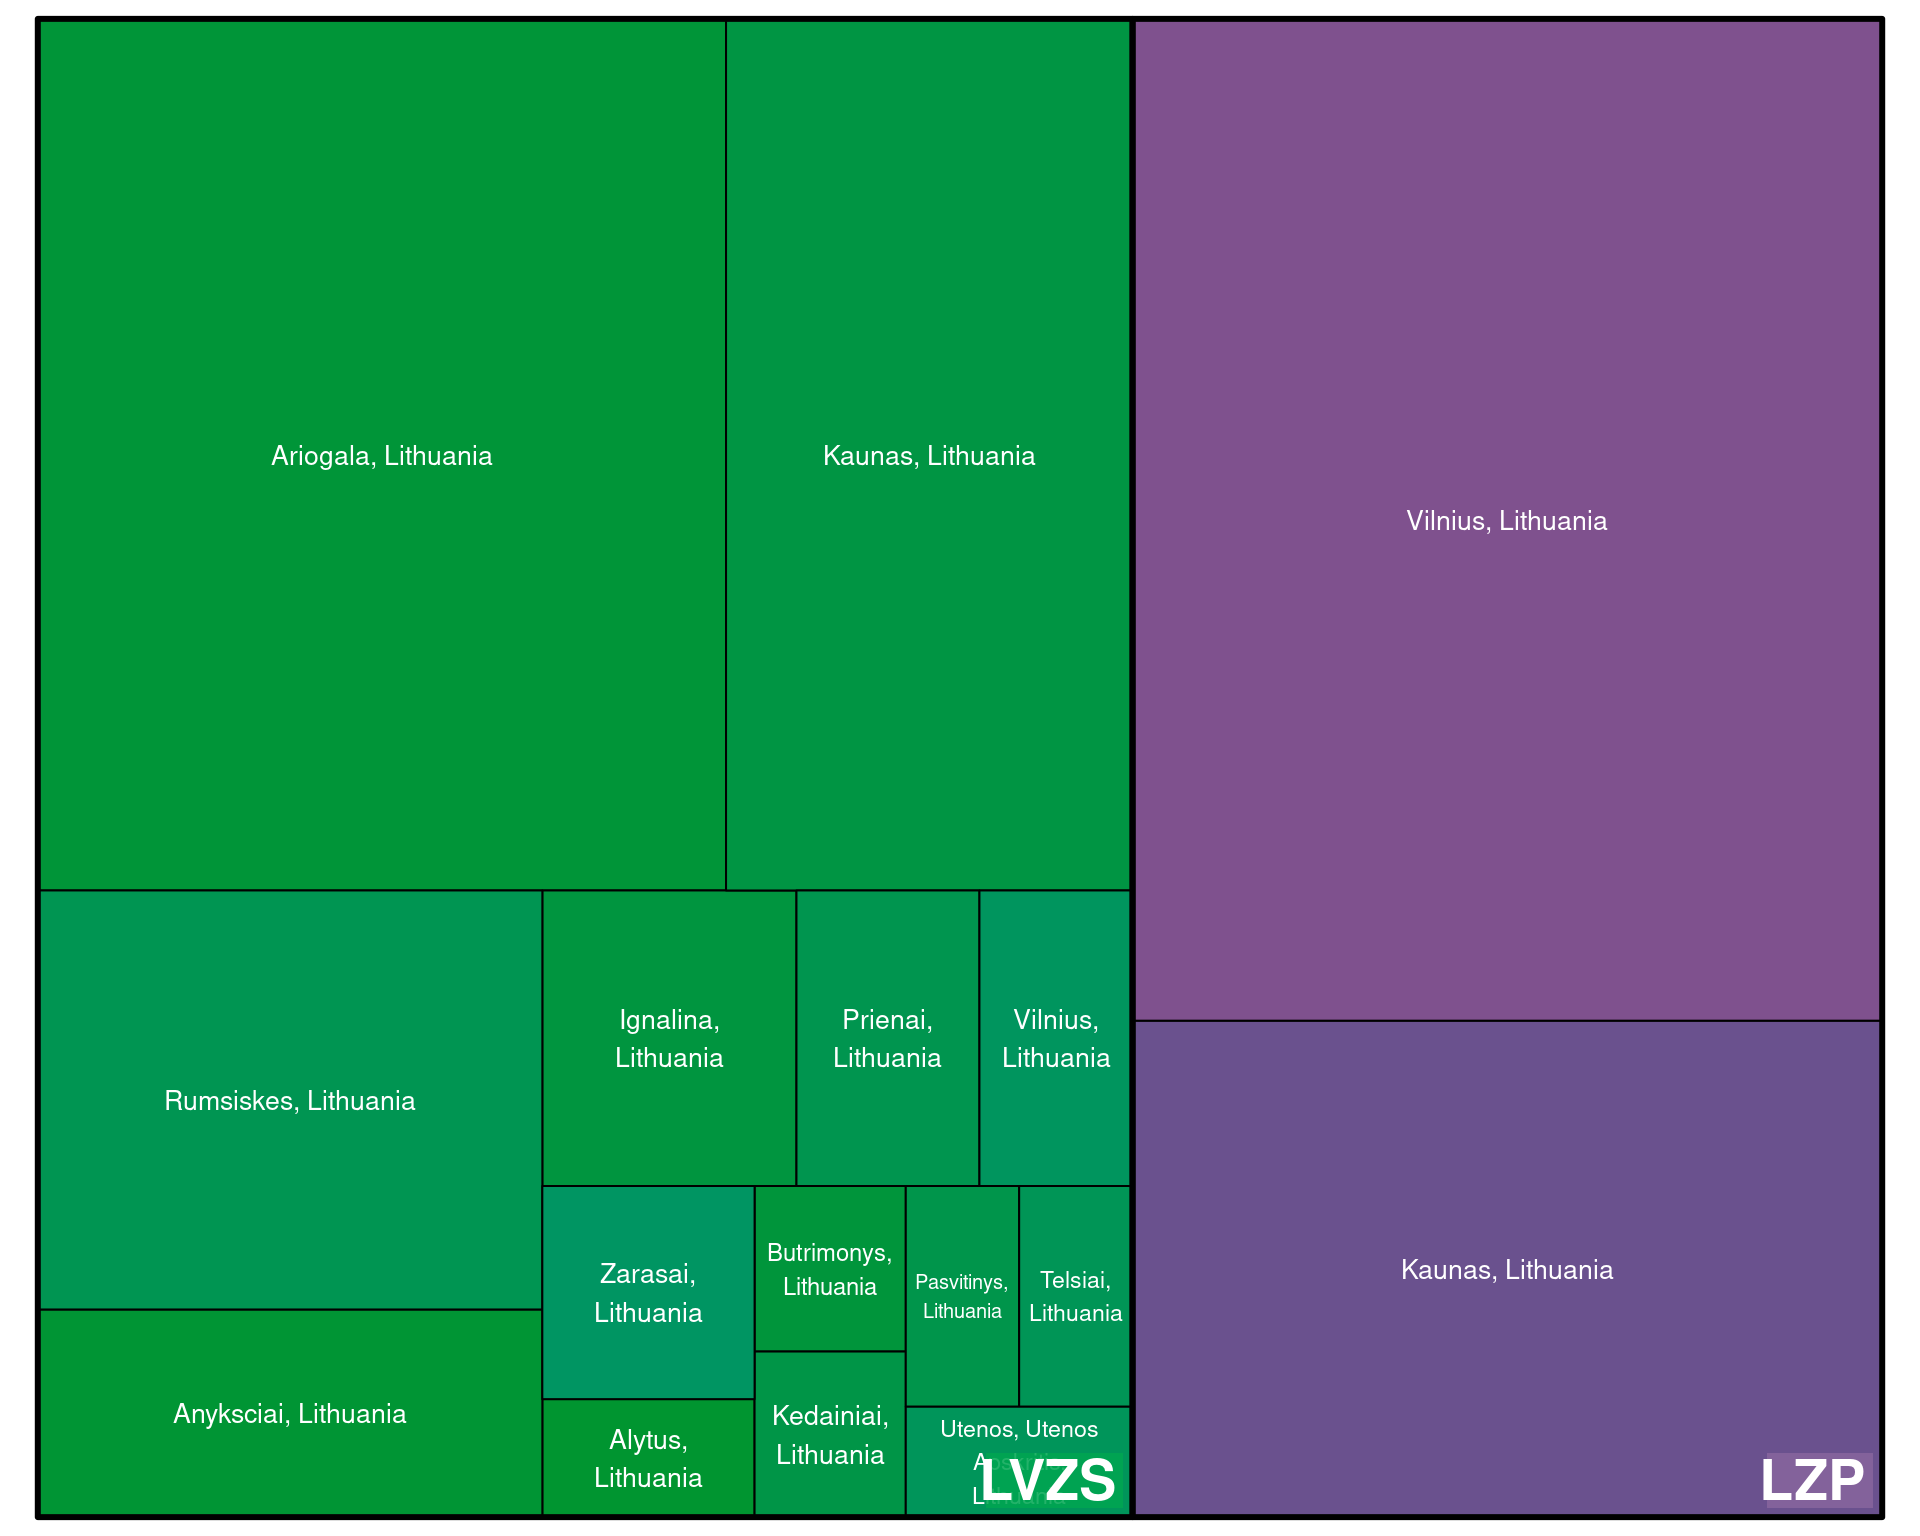 Ariogala, Lithuania
Kaunas, Lithuania
Vilnius, Lithuania
Rumsiskes, Lithuania
Ignalina,
Lithuania
Prienai,
Lithuania
Vilnius,
Lithuania
Kaunas, Lithuania
Zarasai,
Lithuania
Butrimonys,
Lithuania
Pasvitinys,
Lithuania
Telsiai,
Lithuania
Anyksciai, Lithuania
Alytus,
Lithuania
Kedainiai,
Lithuania
Utenos, Utenos
Lithuania
LVZS
LZP